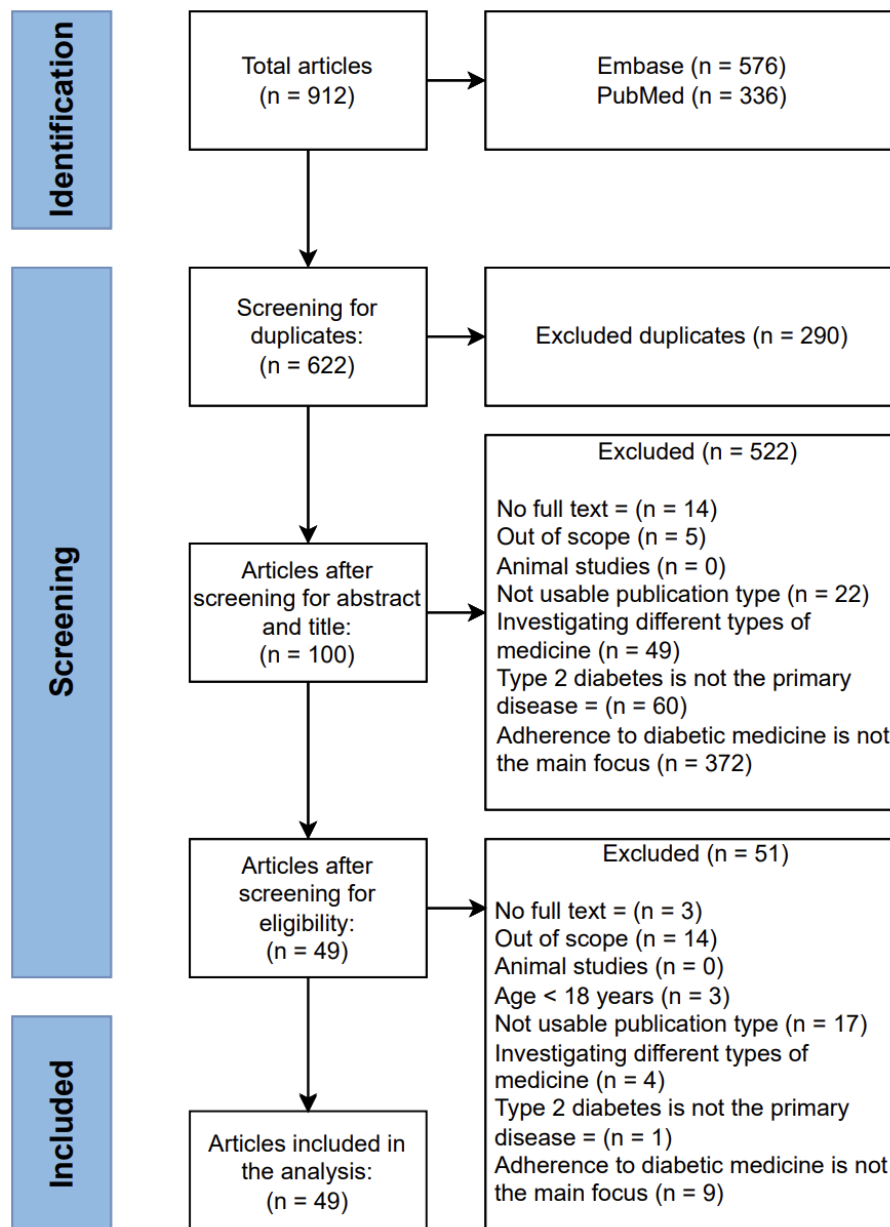 Identification
Total articles
(n = 912)
Embase (n = 576)
PubMed (n = 336)
Screening
Screening for
duplicates:
(n = 622)
Excluded duplicates (n = 290)
Articles after
screening for abstract
and title:
(n = 100)
Excluded (n = 522)
No full text = (n = 14)
Out of scope (n = 5)
Animal studies (n = 0)
Not usable publication type (n = 22)
Investigating different types of
medicine (n = 49)
Type 2 diabetes is not the primary
disease = (n = 60)
Adherence to diabetic medicine is not
the main focus (n = 372)
Articles after
screening for
eligibility:
(n = 49)
Excluded (n = 51)
No full text = (n = 3)
Out of scope (n = 14)
Animal studies (n = 0)
Age < 18 years (n = 3)
Not usable publication type (n = 17)
Investigating different types of
medicine (n = 4)
Type 2 diabetes is not the primary
disease = (n = 1)
Adherence to diabetic medicine is not
the main focus (n = 9)
Included
Articles included in
the analysis:
(n = 49)